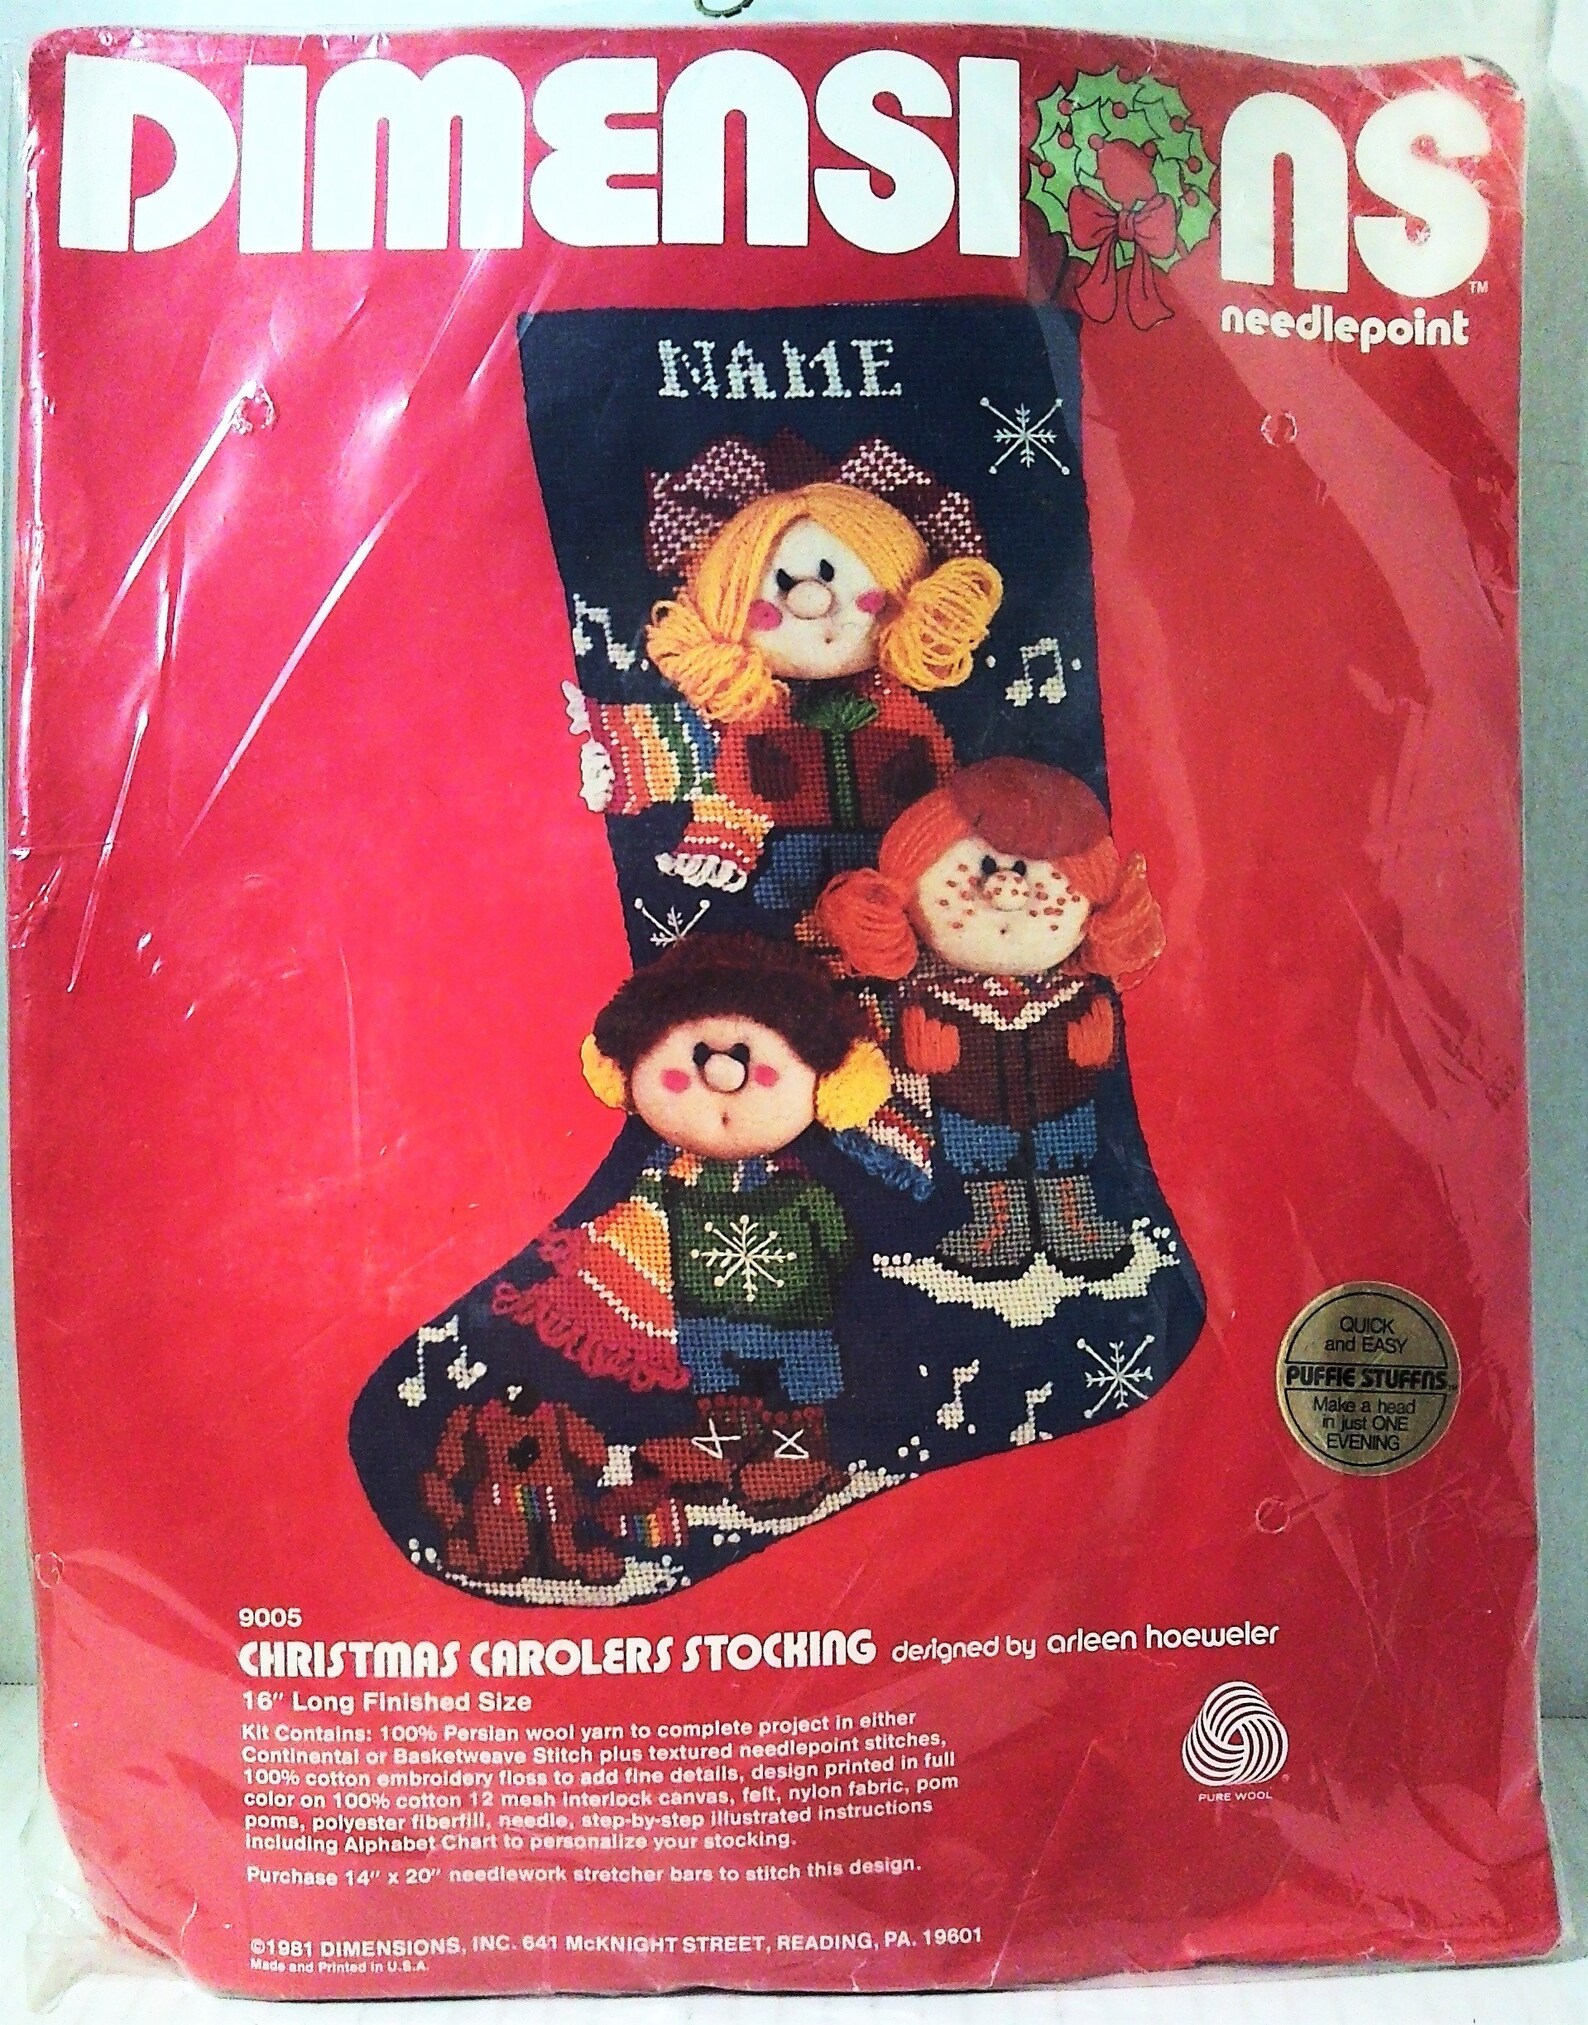 DIMENSIONS™
needlepoint
NAME
QUICK
and EASY
PUFFIE STUFFNS™
Make a head
in just ONE
EVENING
9005
CHRISTMAS CAROLERS STOCKING designed by arleen hoeweler
16" Long Finished Size
Kit Contains: 100% Persian wool yarn to complete project in either
Continental or Basketweave Stitch plus textured needlepoint stitches,
100% cotton embroidery floss to add fine details, design printed in full
color on 100% cotton 12 mesh interlock canvas, felt, nylon fabric, pom
poms, polyester fiberfill, needle, step-by-step illustrated instructions
including Alphabet Chart to personalize your stocking.
Purchase 14" x 20" needlework stretcher bars to stitch this design.
PURE WOOL
©1981 DIMENSIONS, INC. 641 McKNIGHT STREET, READING, PA. 19601
Made and Printed in U.S.A.